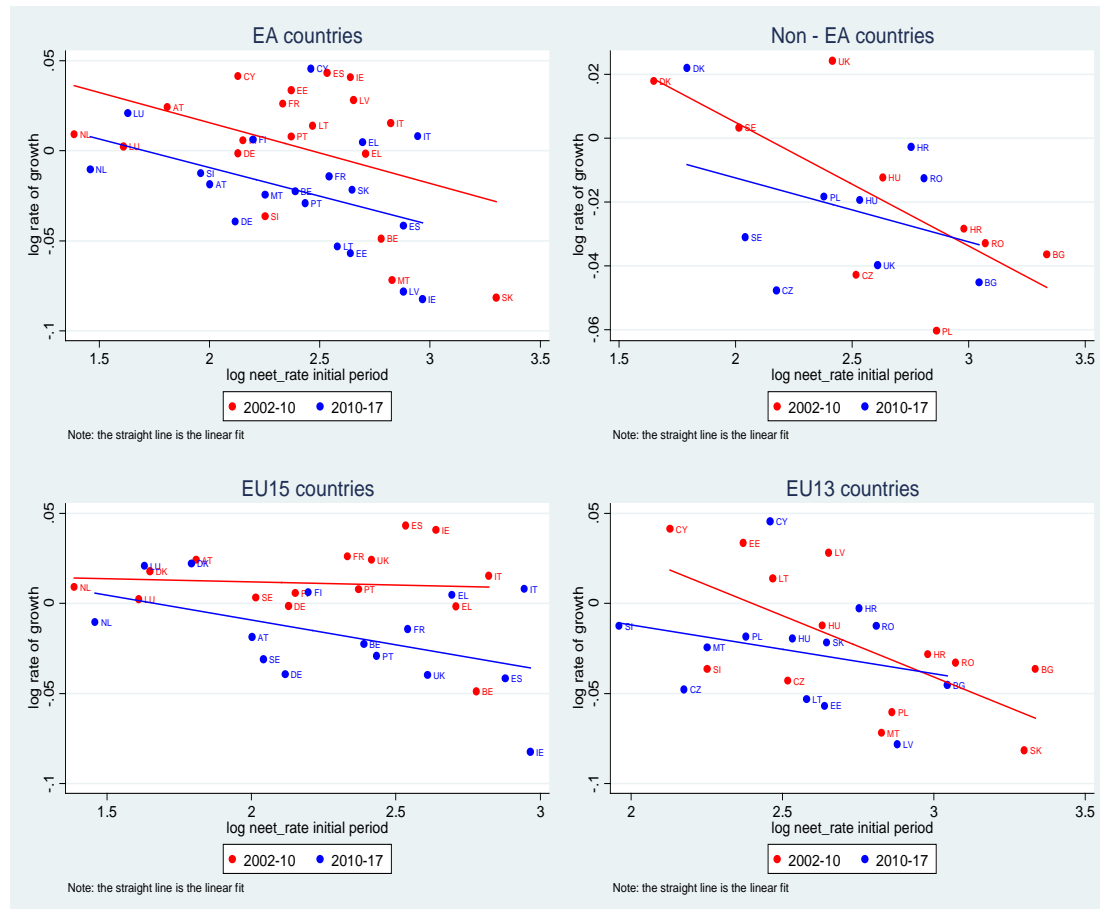 EA countries
log rate of growth
.05
0
-.05
-.1
CY
ES
IE
CY
EE
FR
LV
AT
LU
LT
IT
NL
PT
IT
FI
EL
LU
DE
EL
NL
SI
AT
FR
MT
BE
SK
PT
DE
SI
ES
BE
LT
EE
MT
LV
IE
SK
1.5 2 2.5 3 3.5
log neet_rate initial period
2002-10 2010-17
Note: the straight line is the linear fit
Non - EA countries
log rate of growth
.02
0
-.02
-.04
-.06
UK
DK
DK
SE
HR
HU
RO
PL
HU
HR
SE
RO
BG
UK
CZ
BG
CZ
PL
1.5 2 2.5 3 3.5
log neet_rate initial period
2002-10 2010-17
Note: the straight line is the linear fit
EU15 countries
log rate of growth
.05
0
-.05
-.1
ES
IE
FR
UK
AT
LU
DK
DK
IT
NL
PT
IT
FI
EL
LU
SE
DE
EL
NL
AT
FR
BE
PT
SE
DE
UK
ES
BE
IE
1.5 2 2.5 3
log neet_rate initial period
2002-10 2010-17
Note: the straight line is the linear fit
EU13 countries
log rate of growth
.05
0
-.05
-.1
CY
CY
EE
LV
LT
HR
SI
HU
RO
PL
HU
SK
MT
HR
RO
SI
BG
CZ
BG
CZ
LT
EE
PL
MT
LV
SK
2 2.5 3 3.5
log neet_rate initial period
2002-10 2010-17
Note: the straight line is the linear fit